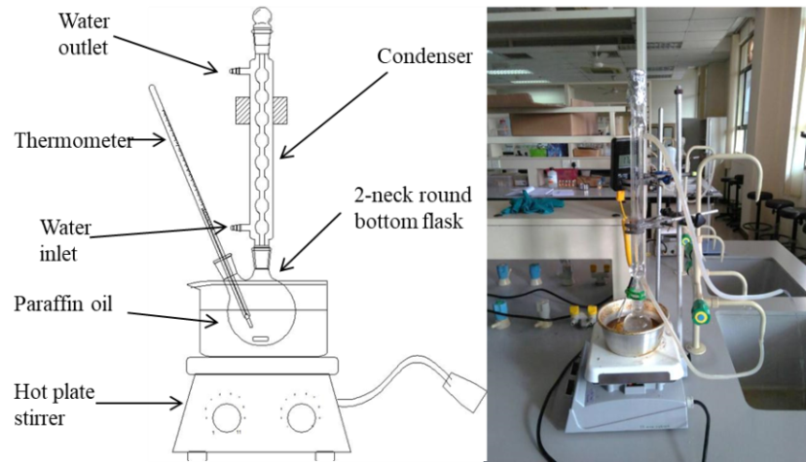 Water
outlet
Condenser
Thermometer
2-neck round
bottom flask
Water
inlet
Paraffin oil
Hot plate
stirrer